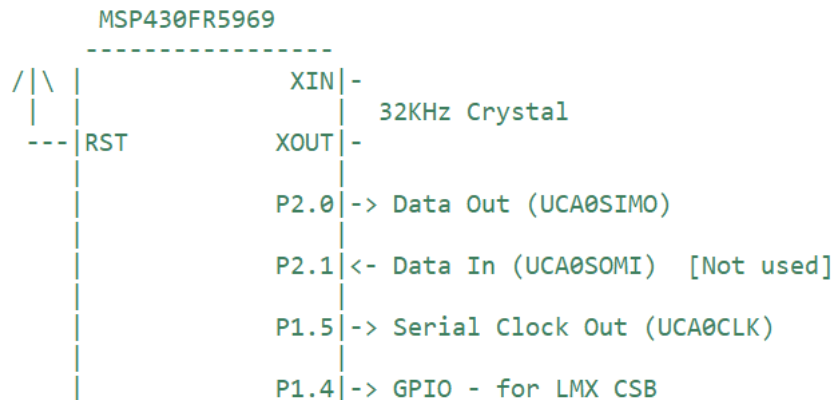 MSP430FR5969
-----------------
/|\ |              XIN|-
| |                 | 32KHz Crystal
---|RST          XOUT|-
| |
| P2.0|-> Data Out (UCA0SIMO)
| |
| P2.1|<- Data In (UCA0SOMI)  [Not used]
| |
| P1.5|-> Serial Clock Out (UCA0CLK)
| |
| P1.4|-> GPIO - for LMX CSB